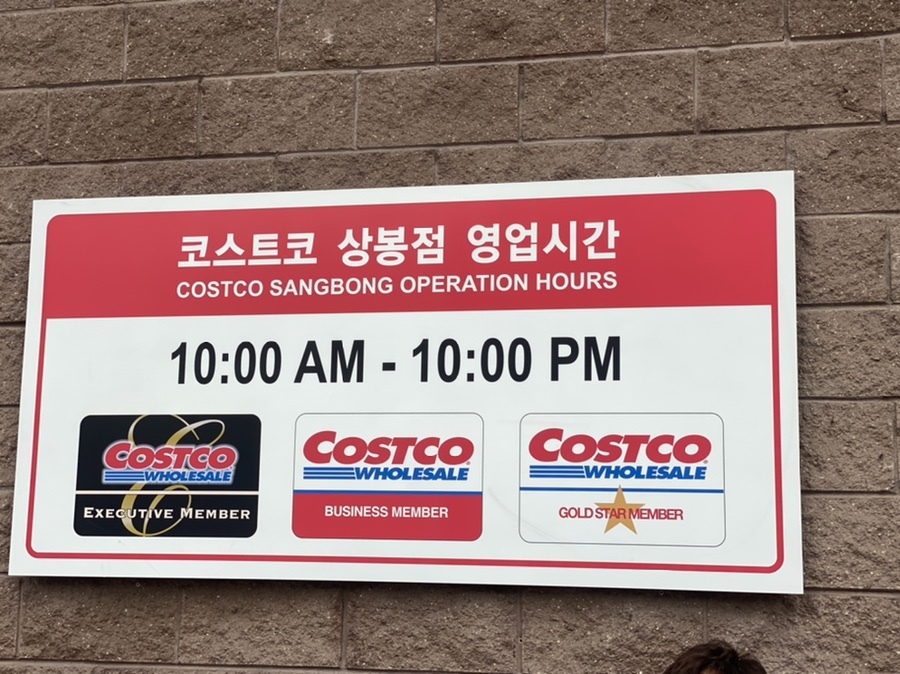 코스트코 상봉점 영업시간
COSTCO SANGBONG OPERATION HOURS
10:00 AM - 10:00 PM
COSTCO WHOLESALE
EXECUTIVE MEMBER
COSTCO WHOLESALE
BUSINESS MEMBER
COSTCO WHOLESALE
GOLD STAR MEMBER